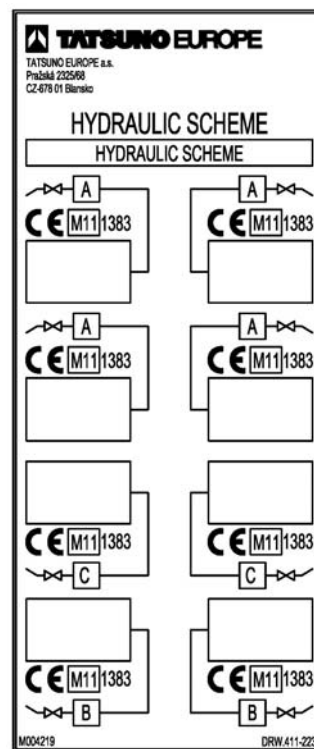 TATSUNO EUROPE
TATSUNO EUROPE a.s.
Pražská 2325/68
CZ-678 01 Blansko
HYDRAULIC SCHEME
HYDRAULIC SCHEME
A A
CE M11 1383 CE M11 1383
A A
CE M11 1383 CE M11 1383
CE M11 1383 CE M11 1383
C C
CE M11 1383 CE M11 1383
B B
M004219 DRW.411-223